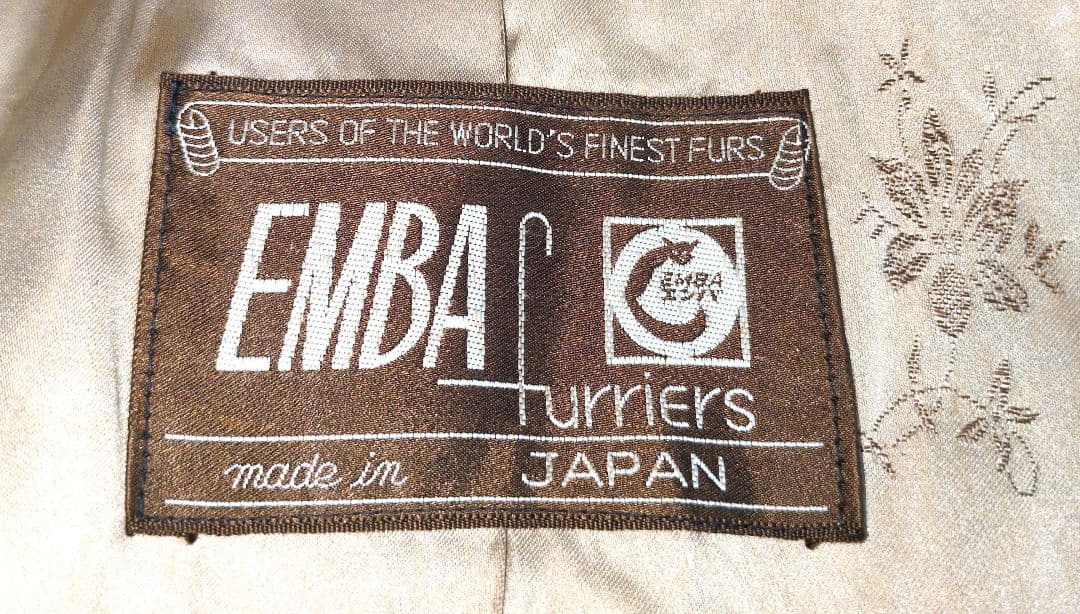 USERS OF THE WORLD'S FINEST FURS
EMBA
EMBA
エンバ
furriers
made in JAPAN